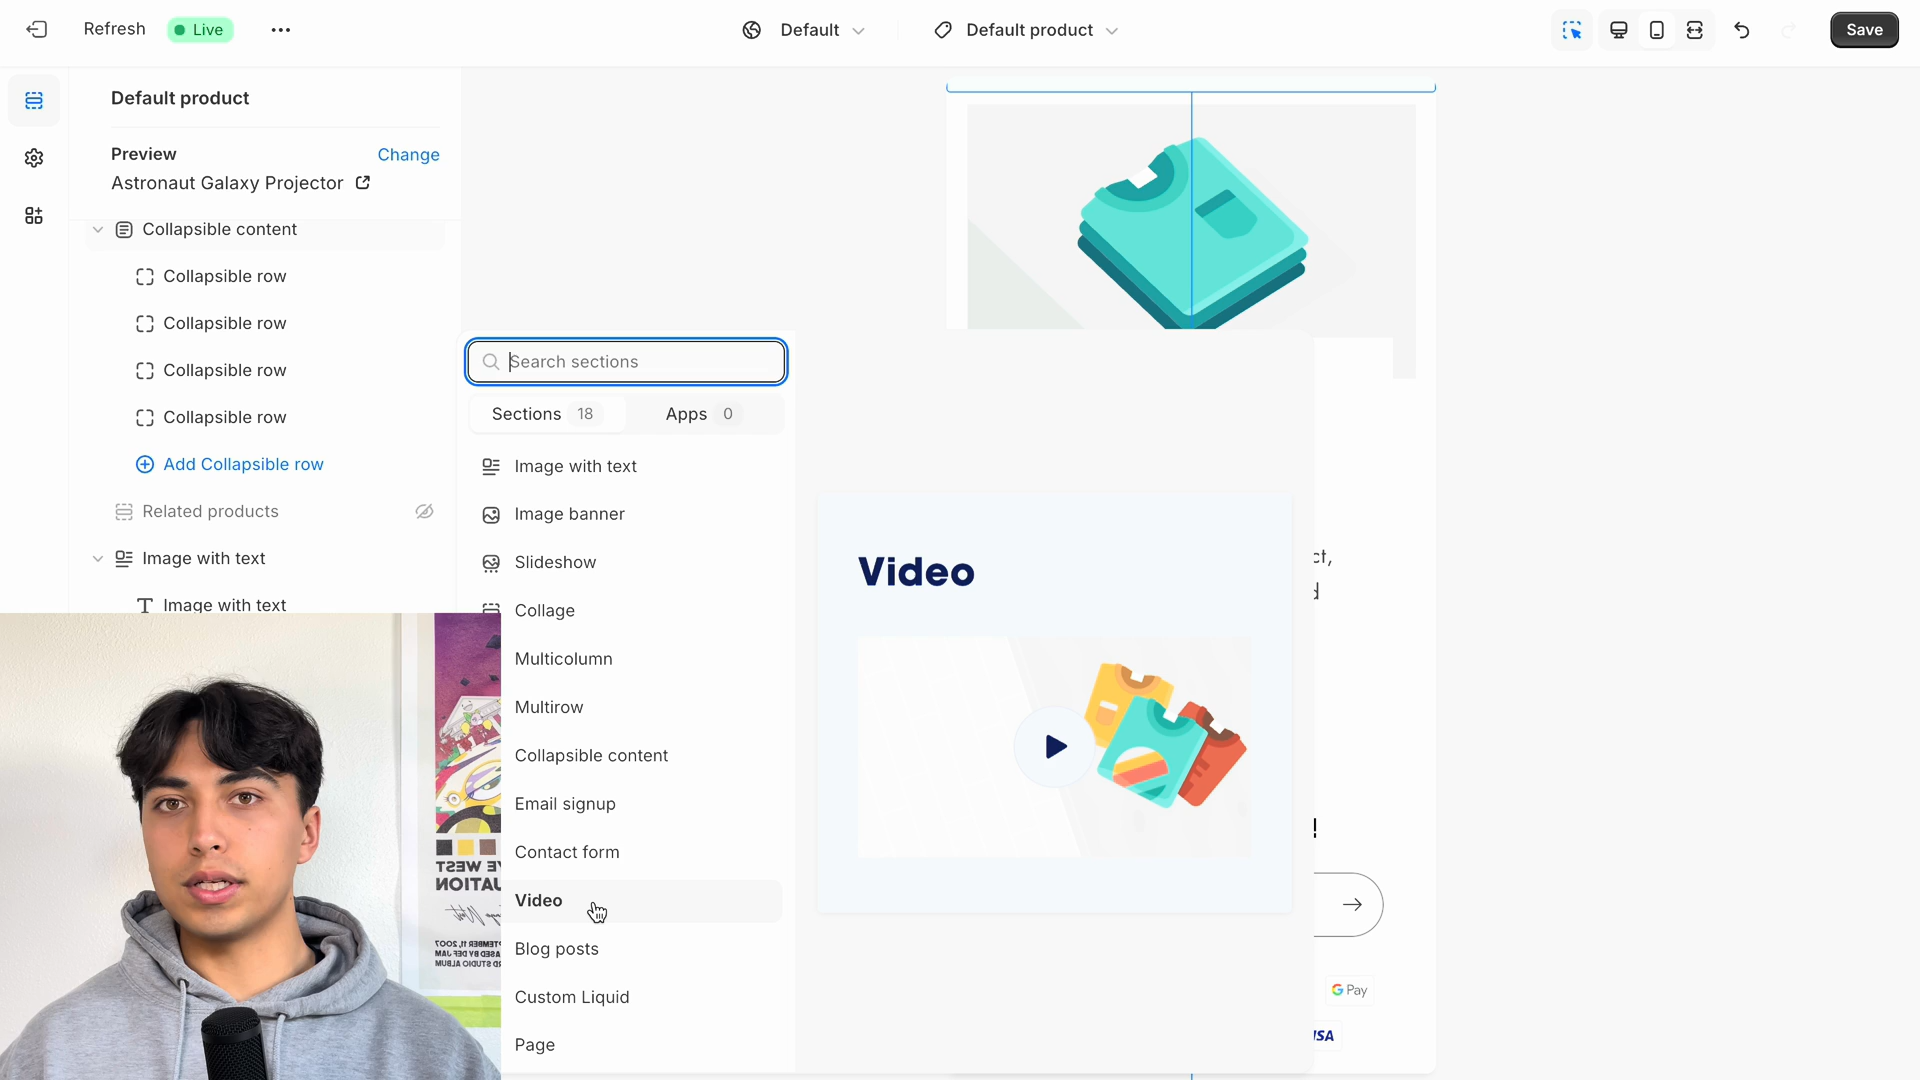 Refresh
Live
Default
Default product
Save
Default product
Preview
Change
Astronaut Galaxy Projector
Collapsible content
Collapsible row
Collapsible row
Collapsible row
Collapsible row
Add Collapsible row
Related products
Image with text
Image with text
Search sections
Sections 18
Apps 0
Image with text
Image banner
Slideshow
Collage
Multicolumn
Multirow
Collapsible content
Email signup
Contact form
Video
Blog posts
Custom Liquid
Page
Video
ct,
!
G Pay